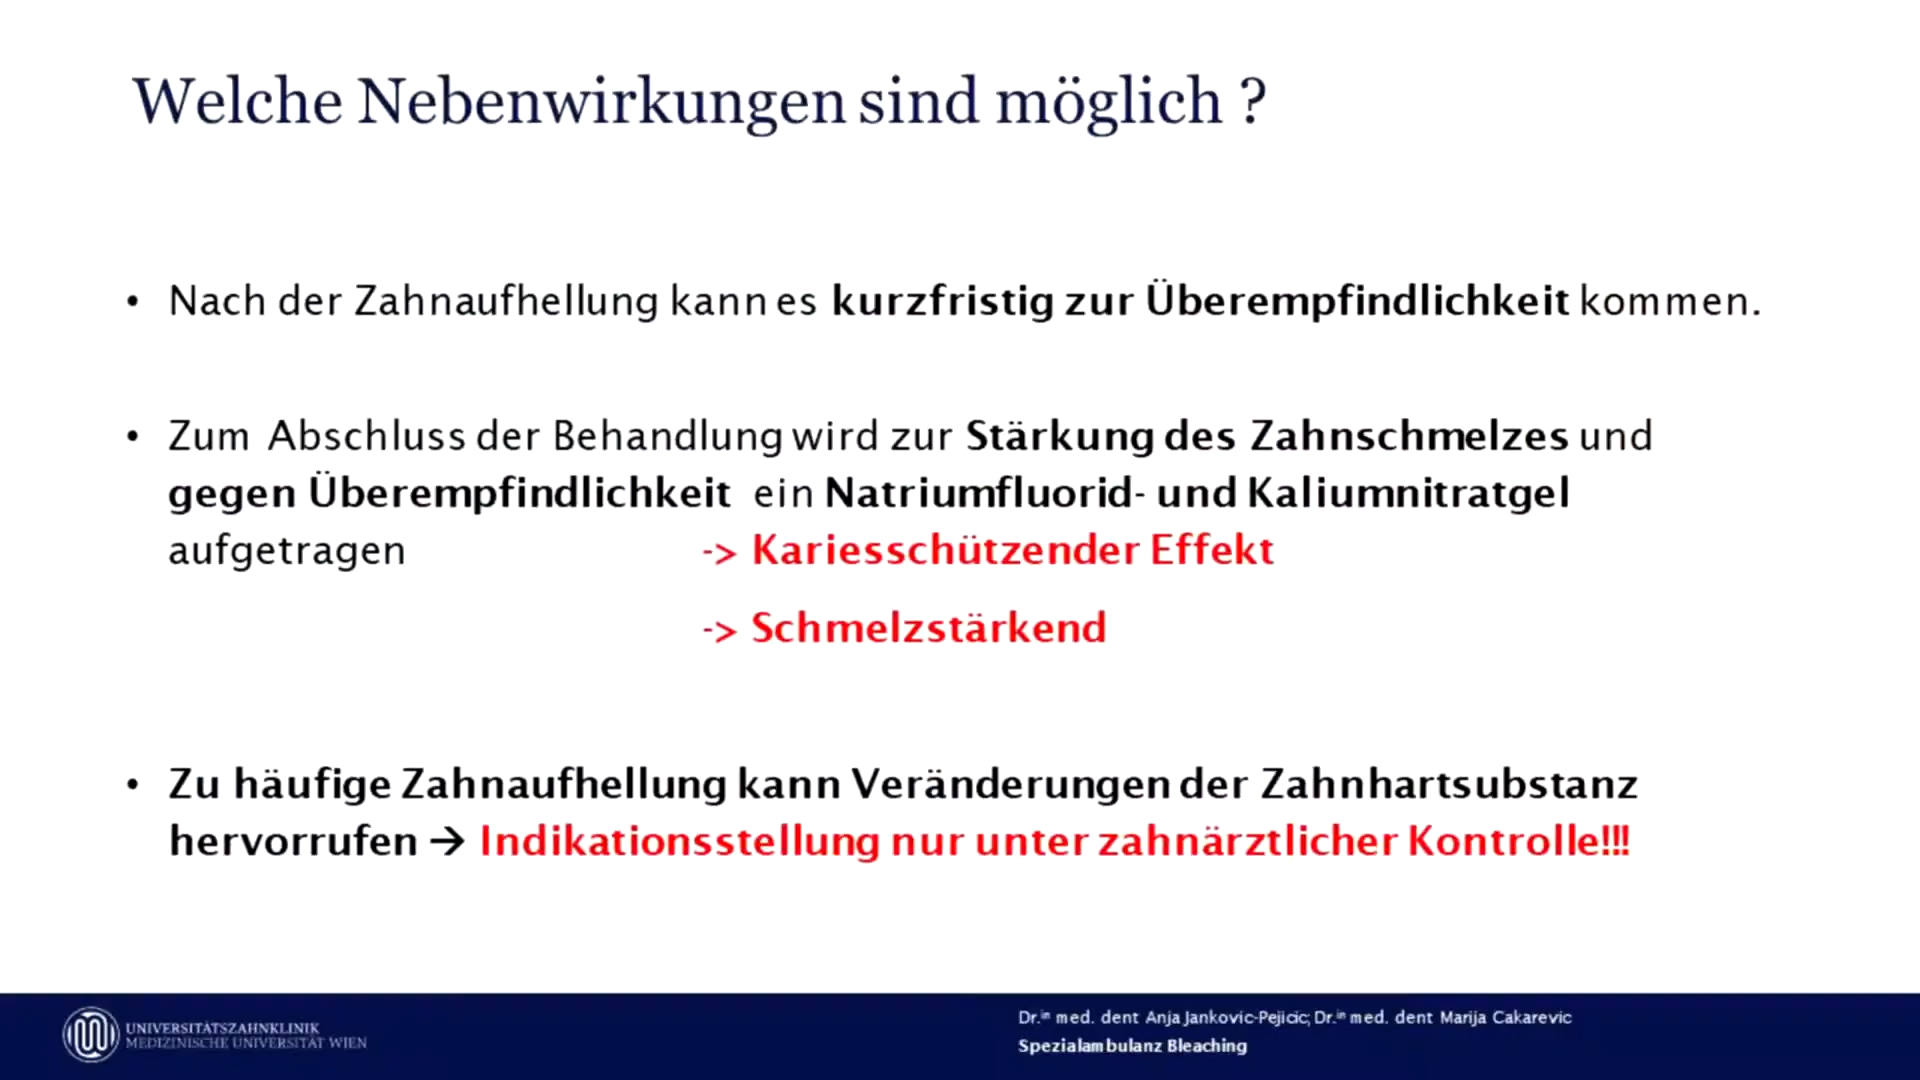 Welche Nebenwirkungen sind möglich ?
• Nach der Zahnaufhellung kann es kurzfristig zur Überempfindlichkeit kommen.
• Zum Abschluss der Behandlung wird zur Stärkung des Zahnschmelzes und
gegen Überempfindlichkeit ein Natriumfluorid- und Kaliumnitratgel
aufgetragen -> Kariesschützender Effekt
-> Schmelzstärkend
• Zu häufige Zahnaufhellung kann Veränderungen der Zahnhartsubstanz
hervorrufen → Indikationsstellung nur unter zahnärztlicher Kontrolle!!!
UNIVERSITÄTSZAHNKLINIK
MEDIZINISCHE UNIVERSITÄT WIEN
Dr.ⁱⁿ med. dent Anja Jankovic-Pejicic; Dr.ⁱⁿ med. dent Marija Cakarevic
Spezialambulanz Bleaching